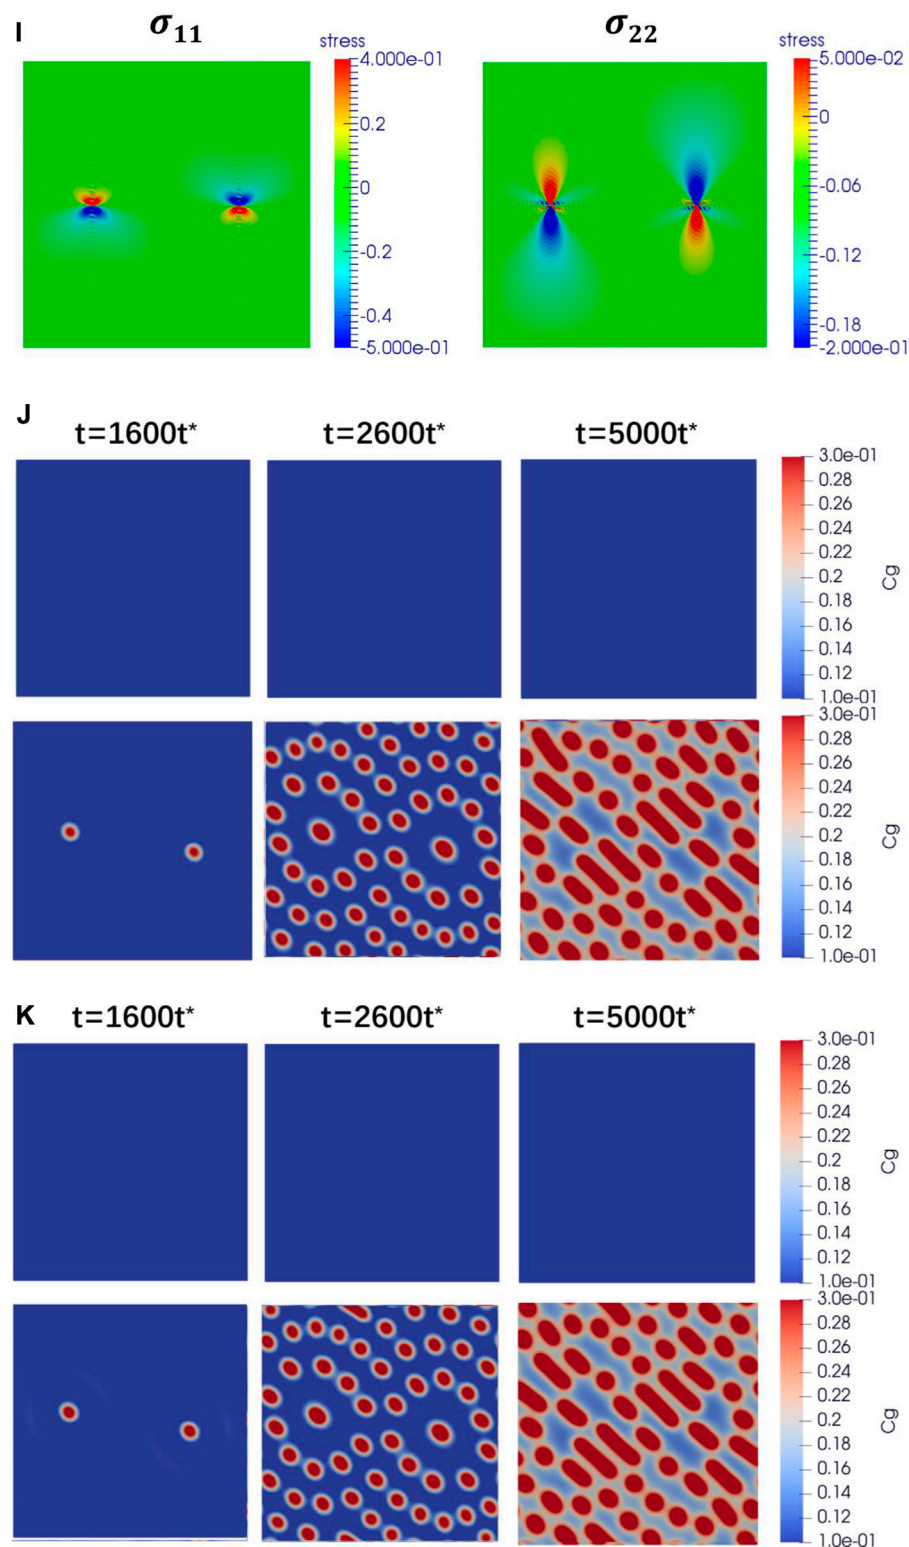 I
σ₁₁
σ₂₂
stress
4.000e-01
0.2
0
-0.2
-0.4
-5.000e-01
stress
5.000e-02
0
-0.06
-0.12
-0.18
-2.000e-01
J
t=1600t*
t=2600t*
t=5000t*
3.0e-01
0.28
0.26
0.24
0.22
0.2
0.18
0.16
0.14
0.12
1.0e-01
Cg
3.0e-01
0.28
0.26
0.24
0.22
0.2
0.18
0.16
0.14
0.12
1.0e-01
Cg
K
t=1600t*
t=2600t*
t=5000t*
3.0e-01
0.28
0.26
0.24
0.22
0.2
0.18
0.16
0.14
0.12
1.0e-01
Cg
3.0e-01
0.28
0.26
0.24
0.22
0.2
0.18
0.16
0.14
0.12
1.0e-01
Cg